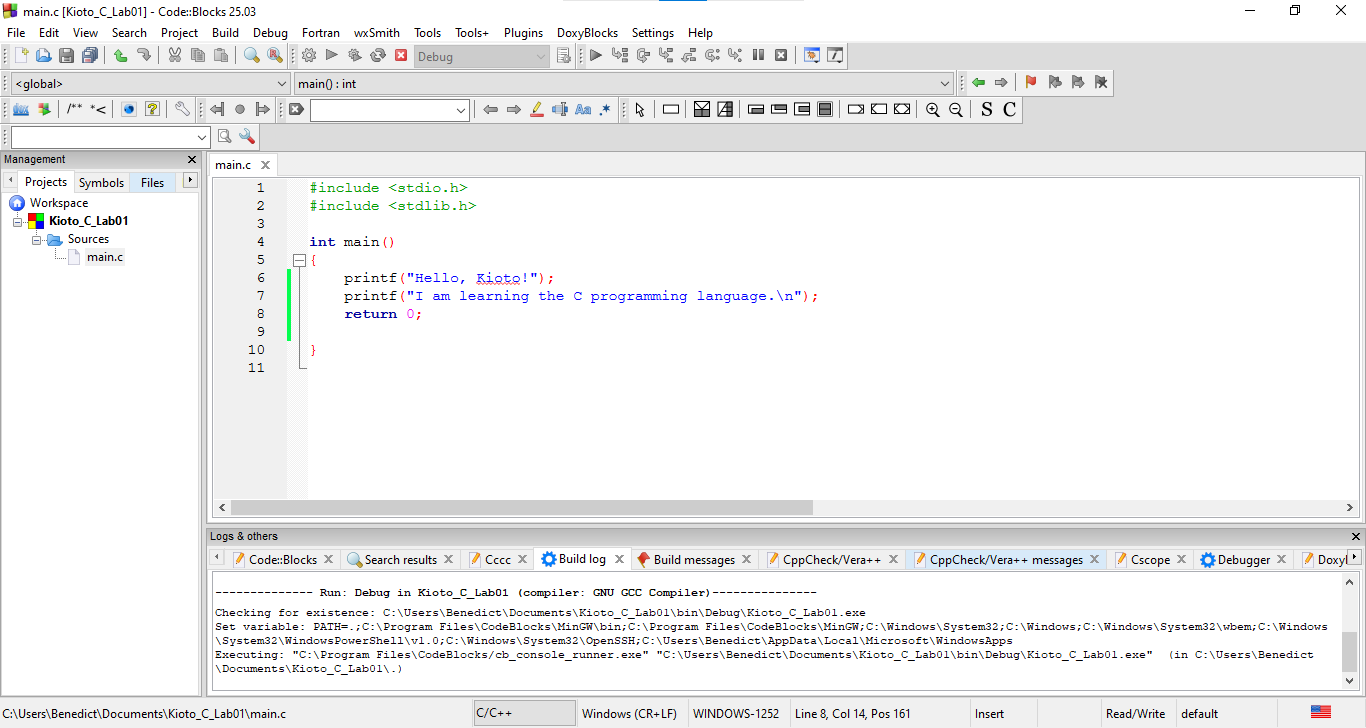 main.c [Kioto_C_Lab01] - Code::Blocks 25.03
File Edit View Search Project Build Debug Fortran wxSmith Tools Tools+ Plugins DoxyBlocks Settings Help
Debug
<global> main() : int
/** *< Aa .* S C
Management
Projects Symbols Files
Workspace
Kioto_C_Lab01
Sources
main.c
main.c
1 #include <stdio.h>
2 #include <stdlib.h>
3
4 int main()
5 {
6 printf("Hello, Kioto!");
7 printf("I am learning the C programming language.\n");
8 return 0;
9
10 }
11
Logs & others
Code::Blocks Search results Cccc Build log Build messages CppCheck/Vera++ CppCheck/Vera++ messages Cscope Debugger Doxyl
-------------- Run: Debug in Kioto_C_Lab01 (compiler: GNU GCC Compiler)---------------
Checking for existence: C:\Users\Benedict\Documents\Kioto_C_Lab01\bin\Debug\Kioto_C_Lab01.exe
Set variable: PATH=.;C:\Program Files\CodeBlocks\MinGW\bin;C:\Program Files\CodeBlocks\MinGW;C:\Windows\System32;C:\Windows;C:\Windows\System32\wbem;C:\Windows
\System32\WindowsPowerShell\v1.0;C:\Windows\System32\OpenSSH;C:\Users\Benedict\AppData\Local\Microsoft\WindowsApps
Executing: "C:\Program Files\CodeBlocks/cb_console_runner.exe" "C:\Users\Benedict\Documents\Kioto_C_Lab01\bin\Debug\Kioto_C_Lab01.exe" (in C:\Users\Benedict
\Documents\Kioto_C_Lab01\.)
C:\Users\Benedict\Documents\Kioto_C_Lab01\main.c C/C++ Windows (CR+LF) WINDOWS-1252 Line 8, Col 14, Pos 161 Insert Read/Write default